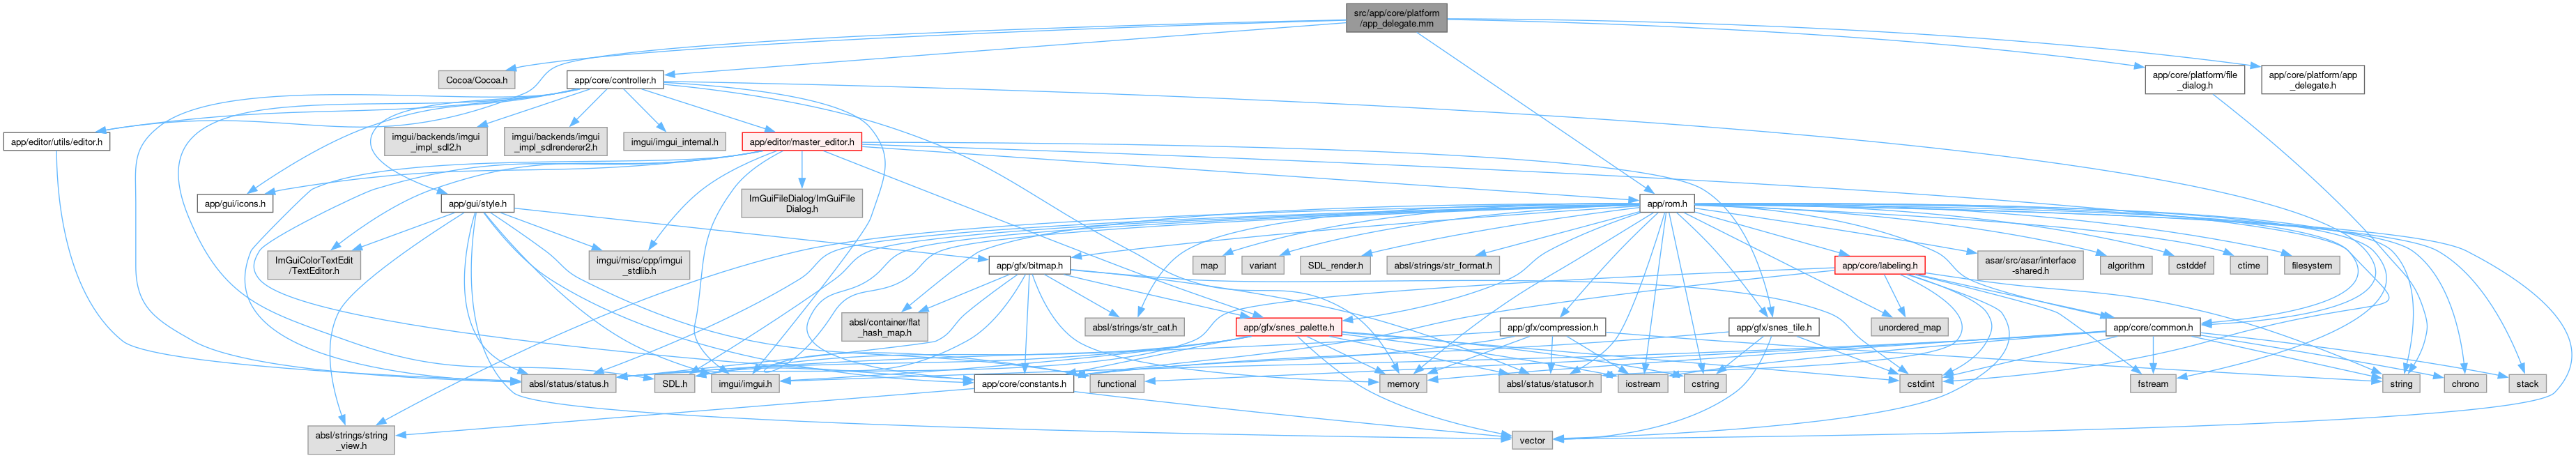 src/app/core/platform
/app_delegate.mm
Cocoa/Cocoa.h
app/core/controller.h
app/core/platform/file
_dialog.h
app/core/platform/app
_delegate.h
app/editor/utils/editor.h
imgui/backends/imgui
_impl_sdl2.h
imgui/backends/imgui
_impl_sdlrenderer2.h
imgui/imgui_internal.h
app/editor/master_editor.h
app/gui/icons.h
app/gui/style.h
ImGuiFileDialog/ImGuiFile
Dialog.h
app/rom.h
ImGuiColorTextEdit
/TextEditor.h
imgui/misc/cpp/imgui
_stdlib.h
app/gfx/bitmap.h
map
variant
SDL_render.h
absl/strings/str_format.h
app/core/labeling.h
asar/src/asar/interface
-shared.h
algorithm
cstddef
ctime
filesystem
absl/container/flat
_hash_map.h
absl/strings/str_cat.h
app/gfx/snes_palette.h
app/gfx/compression.h
app/gfx/snes_tile.h
unordered_map
app/core/common.h
absl/status/status.h
SDL.h
imgui/imgui.h
app/core/constants.h
functional
memory
absl/status/statusor.h
iostream
cstring
cstdint
fstream
string
chrono
stack
absl/strings/string
_view.h
vector